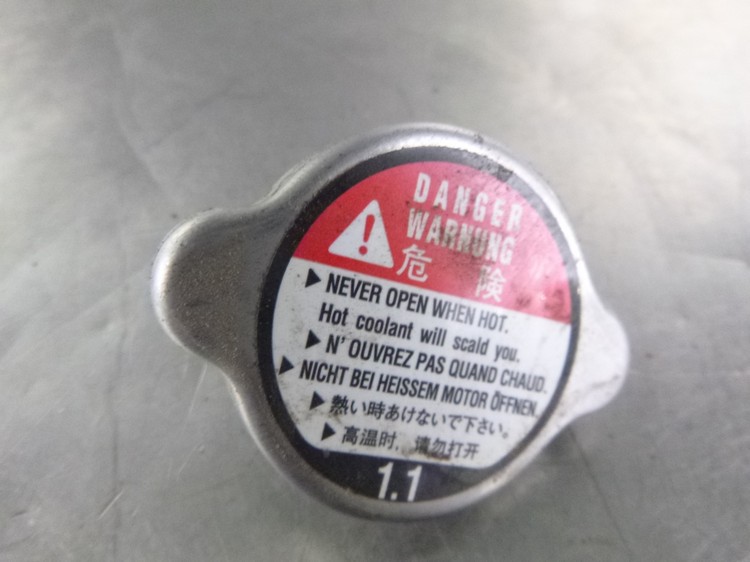 DANGER
WARNUNG
危険
▶ NEVER OPEN WHEN HOT.
Hot coolant will scald you.
▶ N' OUVREZ PAS QUAND CHAUD.
▶ NICHT BEI HEISSEM MOTOR ÖFFNEN.
▶ 熱い時あけないで下さい。
▶ 高温时, 请勿打开
1.1